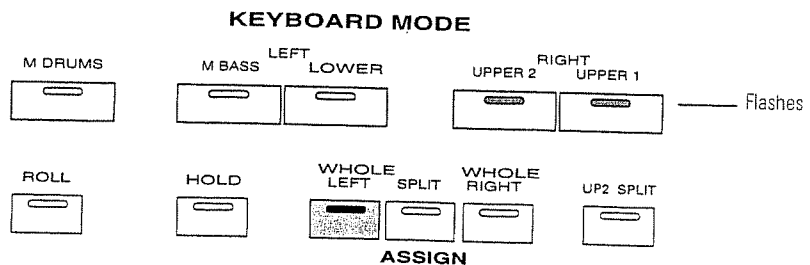 KEYBOARD MODE
LEFT
RIGHT
M DRUMS
M BASS
LOWER
UPPER 2
UPPER 1
Flashes
ROLL
HOLD
WHOLE LEFT
SPLIT
WHOLE RIGHT
UP2 SPLIT
ASSIGN